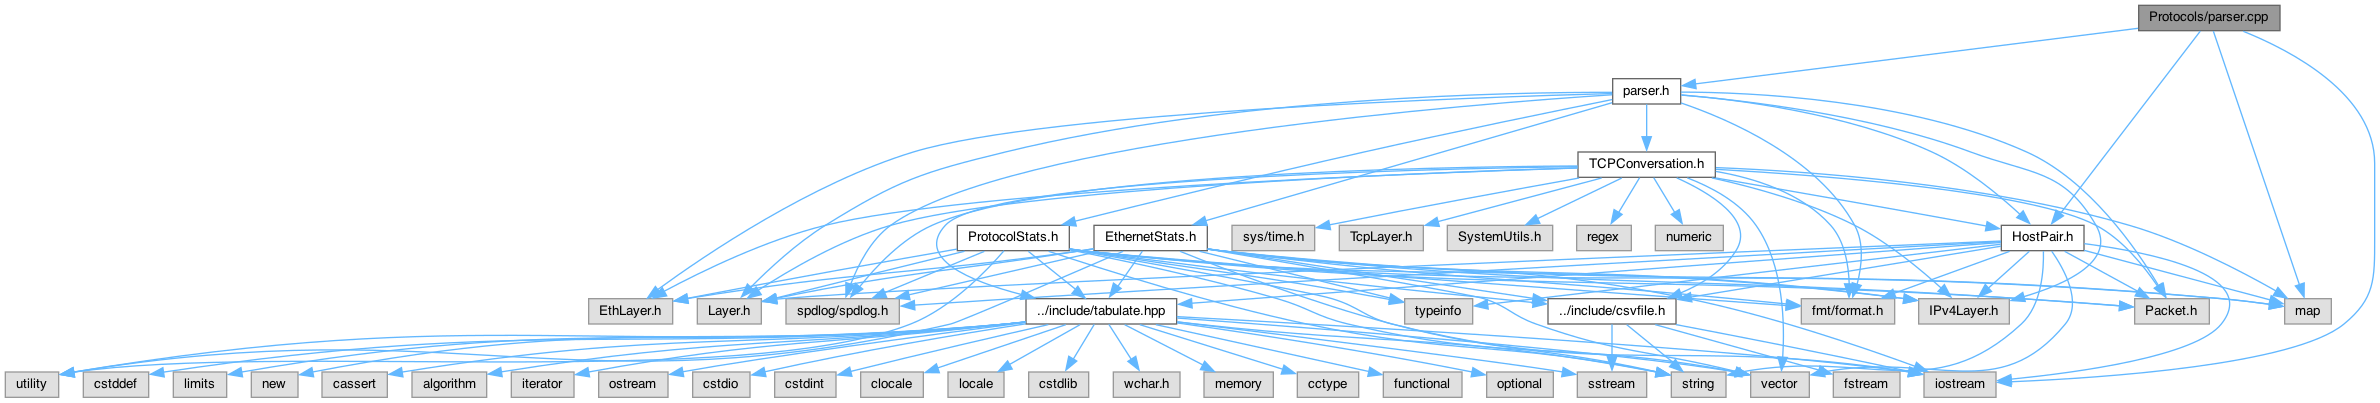 Protocols/parser.cpp
parser.h
TCPConversation.h
ProtocolStats.h
EthernetStats.h
sys/time.h
TcpLayer.h
SystemUtils.h
regex
numeric
HostPair.h
EthLayer.h
Layer.h
spdlog/spdlog.h
../include/tabulate.hpp
typeinfo
../include/csvfile.h
fmt/format.h
IPv4Layer.h
Packet.h
map
utility
cstddef
limits
new
cassert
algorithm
iterator
ostream
cstdio
cstdint
clocale
locale
cstdlib
wchar.h
memory
cctype
functional
optional
sstream
string
vector
fstream
iostream